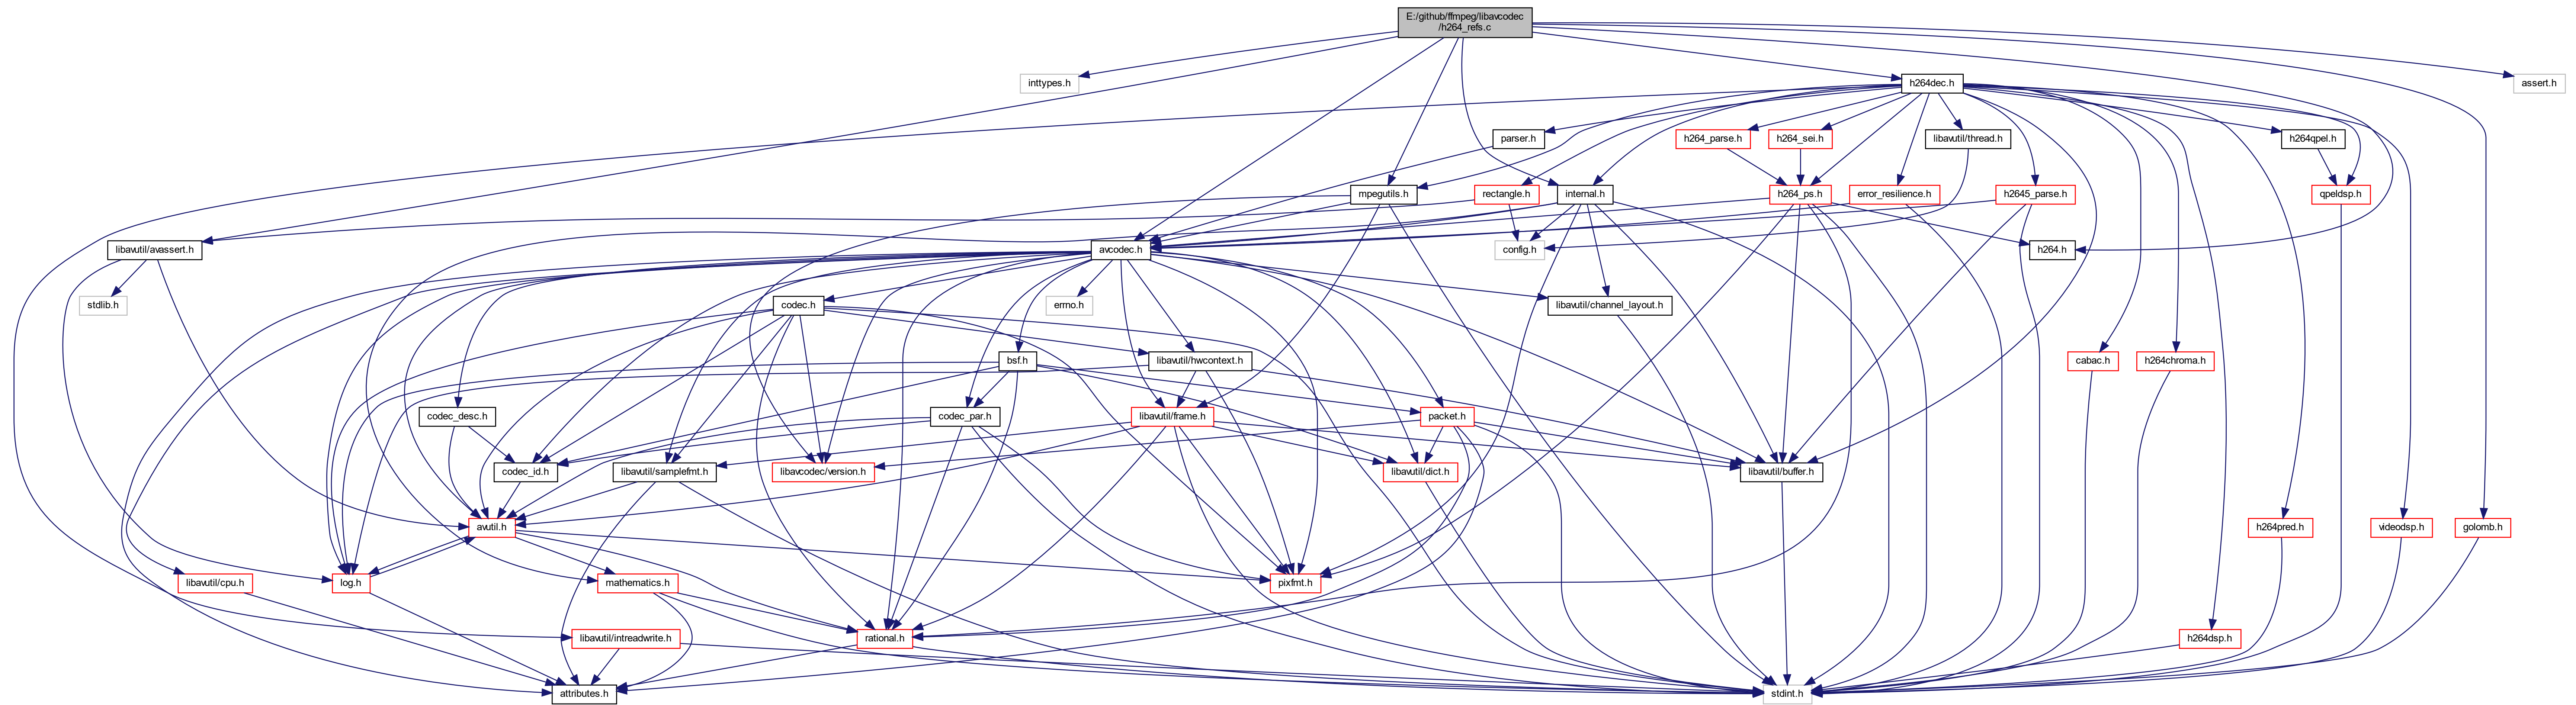 E:/github/ffmpeg/libavcodec
/h264_refs.c
inttypes.h
h264dec.h
assert.h
parser.h
h264_parse.h
h264_sei.h
libavutil/thread.h
h264qpel.h
mpegutils.h
rectangle.h
internal.h
h264_ps.h
error_resilience.h
h2645_parse.h
qpeldsp.h
libavutil/avassert.h
avcodec.h
config.h
h264.h
stdlib.h
codec.h
errno.h
libavutil/channel_layout.h
bsf.h
libavutil/hwcontext.h
cabac.h
h264chroma.h
codec_desc.h
codec_par.h
libavutil/frame.h
packet.h
codec_id.h
libavutil/samplefmt.h
libavcodec/version.h
libavutil/dict.h
libavutil/buffer.h
avutil.h
h264pred.h
videodsp.h
golomb.h
libavutil/cpu.h
log.h
mathematics.h
pixfmt.h
libavutil/intreadwrite.h
rational.h
h264dsp.h
attributes.h
stdint.h